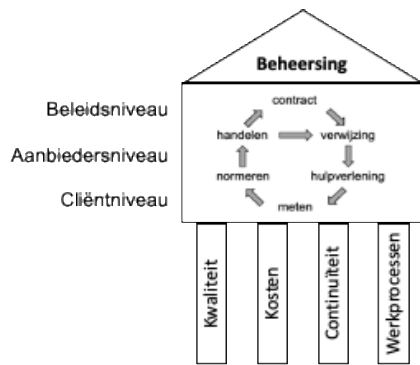 Beheersing
Beleidsniveau
contract
handelen
verwijzing
Aanbiedersniveau
normeren
hulpverlening
Cliëntniveau
meten
Kwaliteit
Kosten
Continuïteit
Werkprocessen